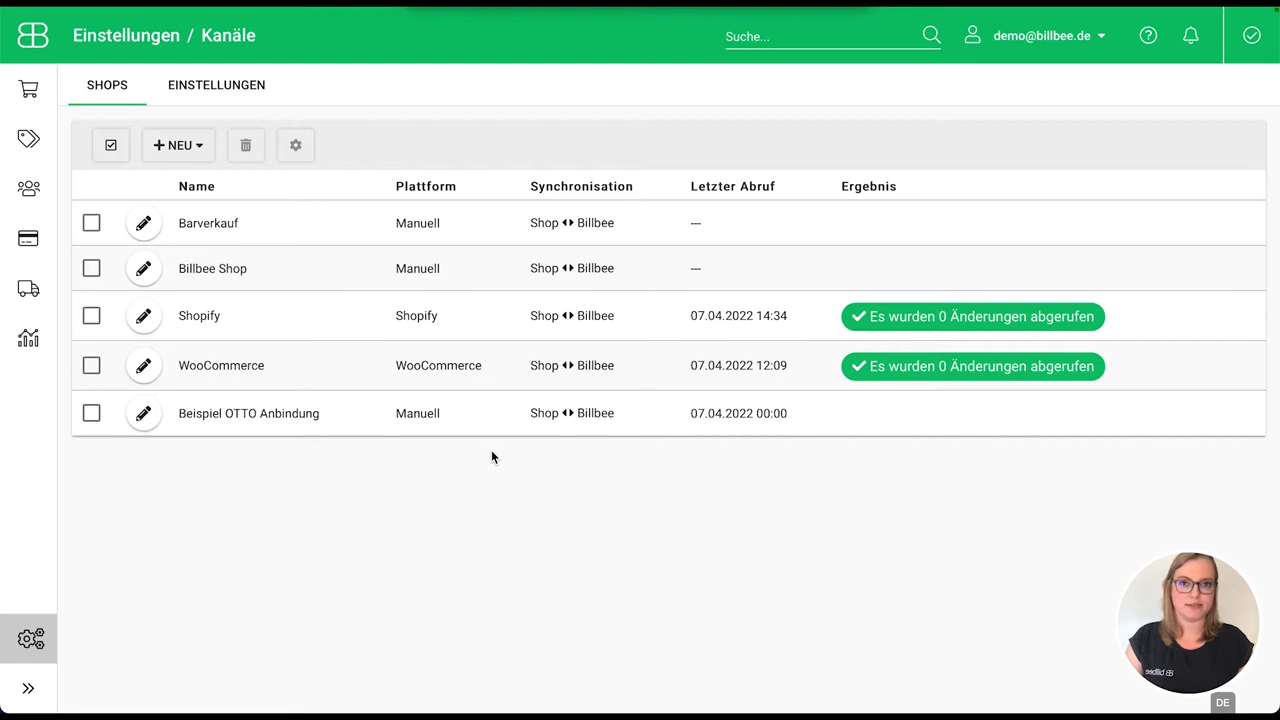 Einstellungen / Kanäle
Suche...
demo@billbee.de
SHOPS
EINSTELLUNGEN
NEU
Name Plattform Synchronisation Letzter Abruf Ergebnis
Barverkauf Manuell Shop Billbee ---
Billbee Shop Manuell Shop Billbee ---
Shopify Shopify Shop Billbee 07.04.2022 14:34 Es wurden 0 Änderungen abgerufen
WooCommerce WooCommerce Shop Billbee 07.04.2022 12:09 Es wurden 0 Änderungen abgerufen
Beispiel OTTO Anbindung Manuell Shop Billbee 07.04.2022 00:00
DE